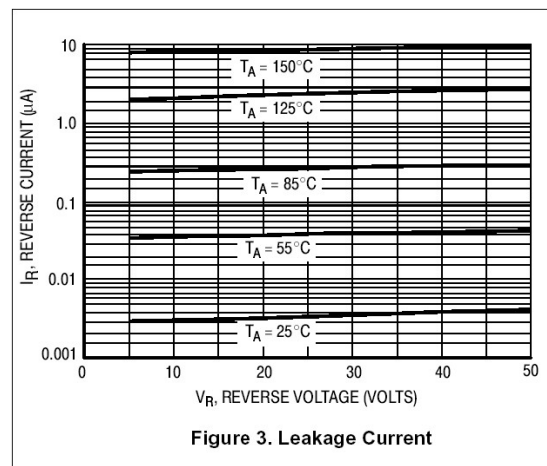 10
T_A = 150°C
T_A = 125°C
1.0
T_A = 85°C
0.1
T_A = 55°C
0.01
T_A = 25°C
0.001
0 10 20 30 40 50
I_R, REVERSE CURRENT (μA)
V_R, REVERSE VOLTAGE (VOLTS)
Figure 3. Leakage Current